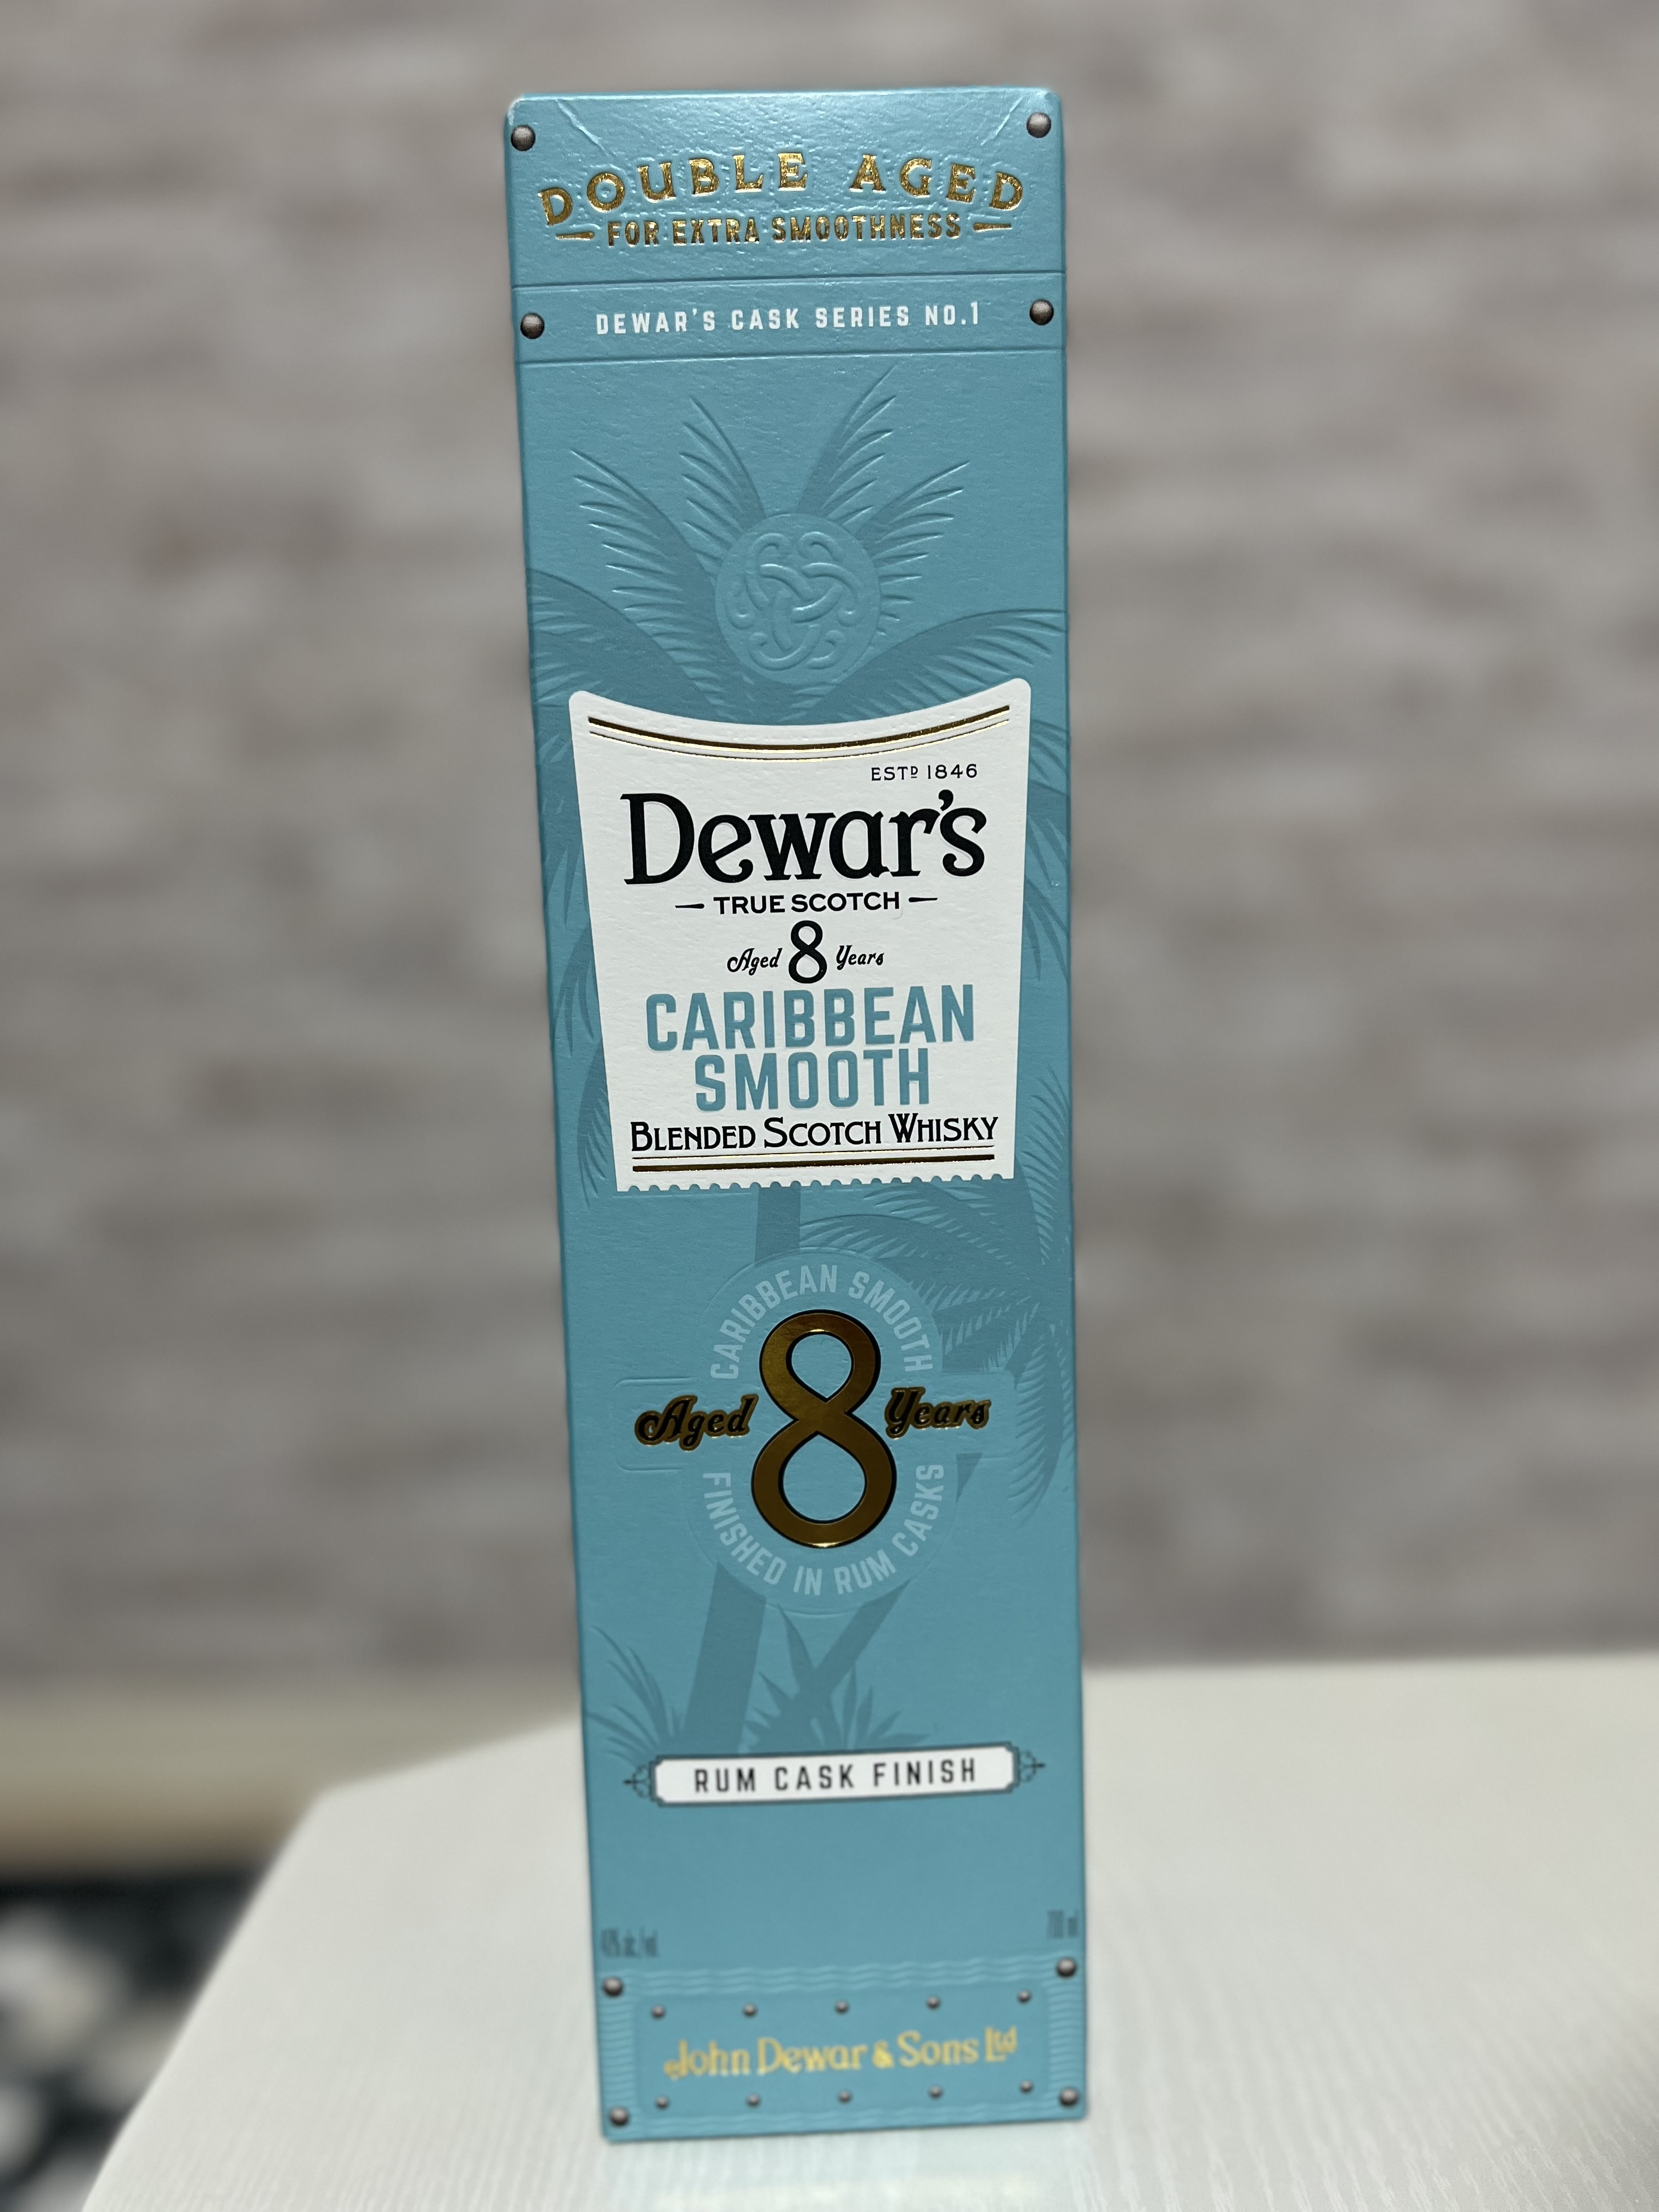 DOUBLE AGED
FOR EXTRA SMOOTHNESS
DEWAR'S CASK SERIES NO.1
ESTD 1846
Dewar's
TRUE SCOTCH
Aged 8 Years
CARIBBEAN
SMOOTH
BLENDED SCOTCH WHISKY
CARIBBEAN SMOOTH
Aged 8 Years
FINISHED IN RUM CASKS
RUM CASK FINISH
700 ml
John Dewar & Sons Ltd